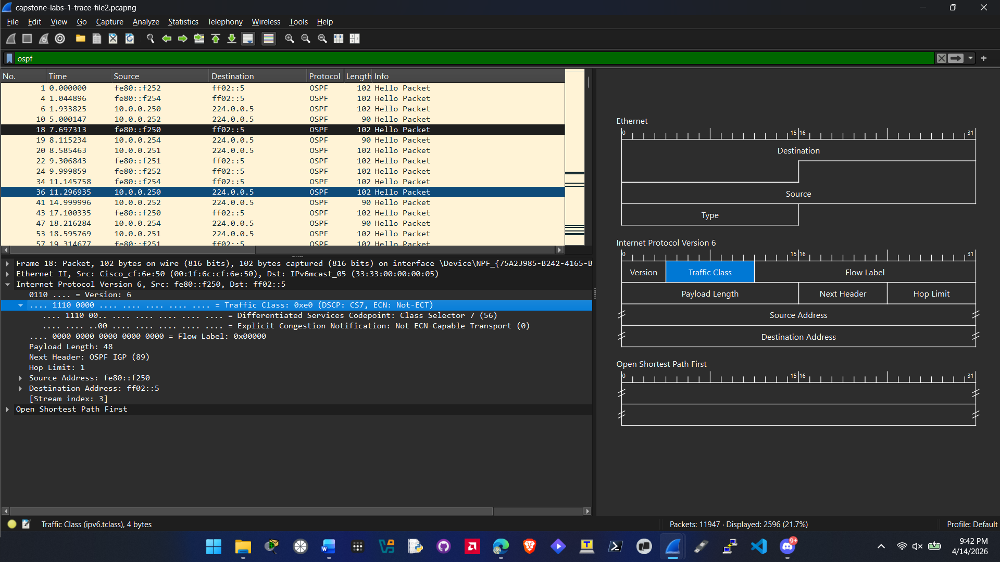 capstone-labs-1-trace-file2.pcapng
File Edit View Go Capture Analyze Statistics Telephony Wireless Tools Help
ospf
No. Time Source Destination Protocol Length Info
1 0.000000 fe80::f252 ff02::5 OSPF 102 Hello Packet
4 1.044896 fe80::f254 ff02::5 OSPF 102 Hello Packet
6 1.933825 10.0.0.250 224.0.0.5 OSPF 102 Hello Packet
10 5.000147 10.0.0.252 224.0.0.5 OSPF 90 Hello Packet
18 7.697313 fe80::f250 ff02::5 OSPF 102 Hello Packet
19 8.115234 10.0.0.254 224.0.0.5 OSPF 90 Hello Packet
20 8.585463 10.0.0.251 224.0.0.5 OSPF 102 Hello Packet
22 9.306843 fe80::f251 ff02::5 OSPF 102 Hello Packet
24 9.999859 fe80::f252 ff02::5 OSPF 102 Hello Packet
34 11.145758 fe80::f254 ff02::5 OSPF 102 Hello Packet
36 11.296935 10.0.0.250 224.0.0.5 OSPF 102 Hello Packet
41 14.999996 10.0.0.252 224.0.0.5 OSPF 90 Hello Packet
43 17.100335 fe80::f250 ff02::5 OSPF 102 Hello Packet
47 18.216284 10.0.0.254 224.0.0.5 OSPF 90 Hello Packet
53 18.595769 10.0.0.251 224.0.0.5 OSPF 102 Hello Packet
57 19.314677 fe80::f251 ff02::5 OSPF 102 Hello Packet
Frame 18: Packet, 102 bytes on wire (816 bits), 102 bytes captured (816 bits) on interface \Device\NPF_{75A23985-B242-4165-B
Ethernet II, Src: Cisco_cf:6e:50 (00:1f:6c:cf:6e:50), Dst: IPv6mcast_05 (33:33:00:00:00:05)
Internet Protocol Version 6, Src: fe80::f250, Dst: ff02::5
0110 .... = Version: 6
.... 1110 0000 .... .... .... .... .... = Traffic Class: 0xe0 (DSCP: CS7, ECN: Not-ECT)
.... 1110 00.. .... .... .... .... .... = Differentiated Services Codepoint: Class Selector 7 (56)
.... .... ..00 .... .... .... .... .... = Explicit Congestion Notification: Not ECN-Capable Transport (0)
.... 0000 0000 0000 0000 0000 = Flow Label: 0x00000
Payload Length: 48
Next Header: OSPF IGP (89)
Hop Limit: 1
Source Address: fe80::f250
Destination Address: ff02::5
[Stream index: 3]
Open Shortest Path First
Ethernet
0 15 16 31
Destination
Source
Type
Internet Protocol Version 6
0 15 16 31
Version Traffic Class Flow Label
Payload Length Next Header Hop Limit
Source Address
Destination Address
Open Shortest Path First
0 15 16 31
Traffic Class (ipv6.tclass), 4 bytes
Packets: 11947 · Displayed: 2596 (21.7%)
Profile: Default
9+
9:42 PM
4/14/2026